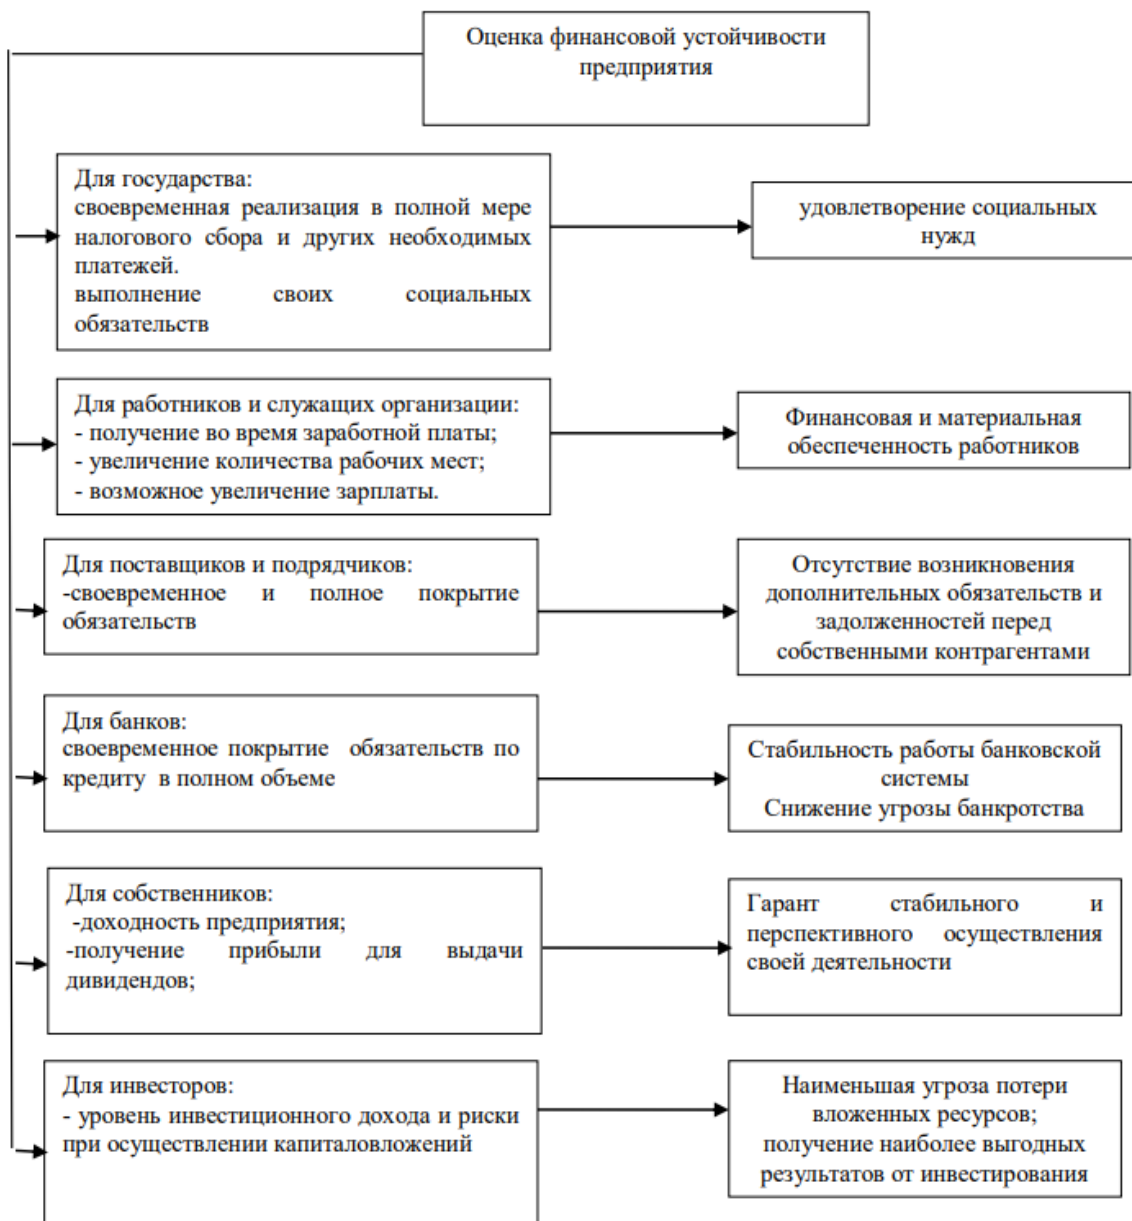 Оценка финансовой устойчивости
предприятия
Для государства:
своевременная реализация в полной мере
налогового сбора и других необходимых
платежей.
выполнение своих социальных
обязательств
удовлетворение социальных
нужд
Для работников и служащих организации:
- получение во время заработной платы;
- увеличение количества рабочих мест;
- возможное увеличение зарплаты.
Финансовая и материальная
обеспеченность работников
Для поставщиков и подрядчиков:
-своевременное и полное покрытие
обязательств
Отсутствие возникновения
дополнительных обязательств и
задолженностей перед
собственными контрагентами
Для банков:
своевременное покрытие обязательств по
кредиту в полном объеме
Стабильность работы банковской
системы
Снижение угрозы банкротства
Для собственников:
-доходность предприятия;
-получение прибыли для выдачи
дивидендов;
Гарант стабильного и
перспективного осуществления
своей деятельности
Для инвесторов:
- уровень инвестиционного дохода и риски
при осуществлении капиталовложений
Наименьшая угроза потери
вложенных ресурсов;
получение наиболее выгодных
результатов от инвестирования